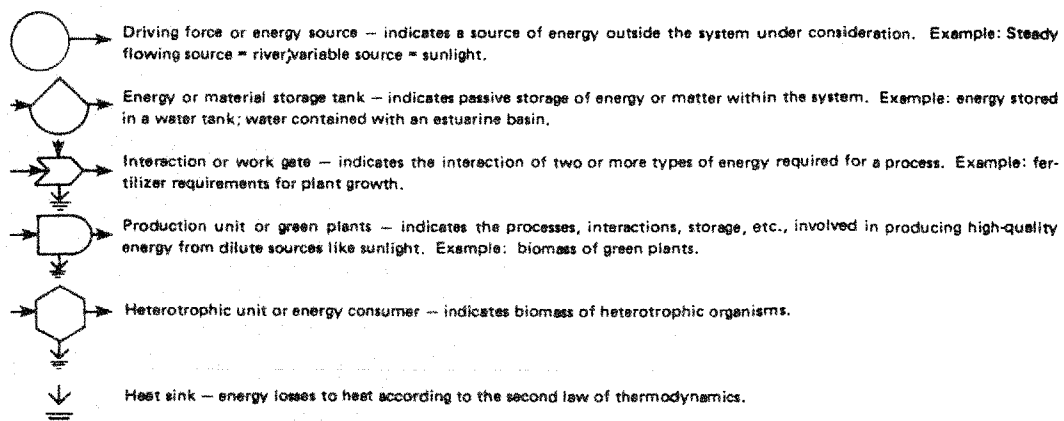 Driving force or energy source — indicates a source of energy outside the system under consideration. Example: Steady
flowing source = river; variable source = sunlight.
Energy or material storage tank — indicates passive storage of energy or matter within the system. Example: energy stored
in a water tank; water contained with an estuarine basin.
Interaction or work gate — indicates the interaction of two or more types of energy required for a process. Example: fer-
tilizer requirements for plant growth.
Production unit or green plants — indicates the processes, interactions, storage, etc., involved in producing high-quality
energy from dilute sources like sunlight. Example: biomass of green plants.
Heterotrophic unit or energy consumer — indicates biomass of heterotrophic organisms.
Heat sink — energy losses to heat according to the second law of thermodynamics.